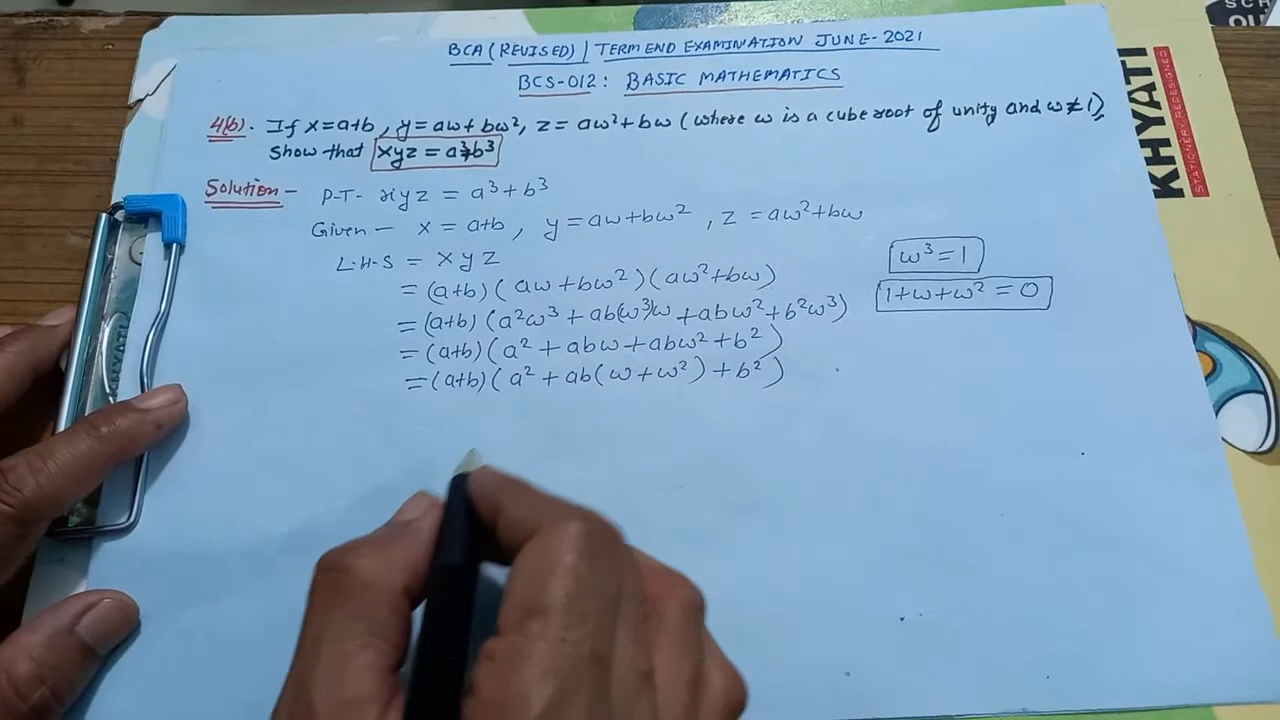 BCA (REVISED) / TERM END EXAMINATION JUNE-2021
BCS-012: BASIC MATHEMATICS
4(b). If x=a+b, y=aω+bω², z=aω²+bω (where ω is a cube root of unity and ω≠1),
show that xyz = a³+b³
Solution - P.T- xyz = a³+b³
Given - x = a+b, y=aω+bω², z=aω²+bω
L.H.S = xyz
= (a+b)(aω+bω²)(aω²+bω)
= (a+b)(a²ω³+ab(ω³)ω+abω²+b²ω³)
= (a+b)(a²+abω+abω²+b²)
= (a+b)(a²+ab(ω+ω²)+b²)
ω³=1
1+ω+ω²=0
KHYATI
STATIONERY REDESIGNED
KHYATI